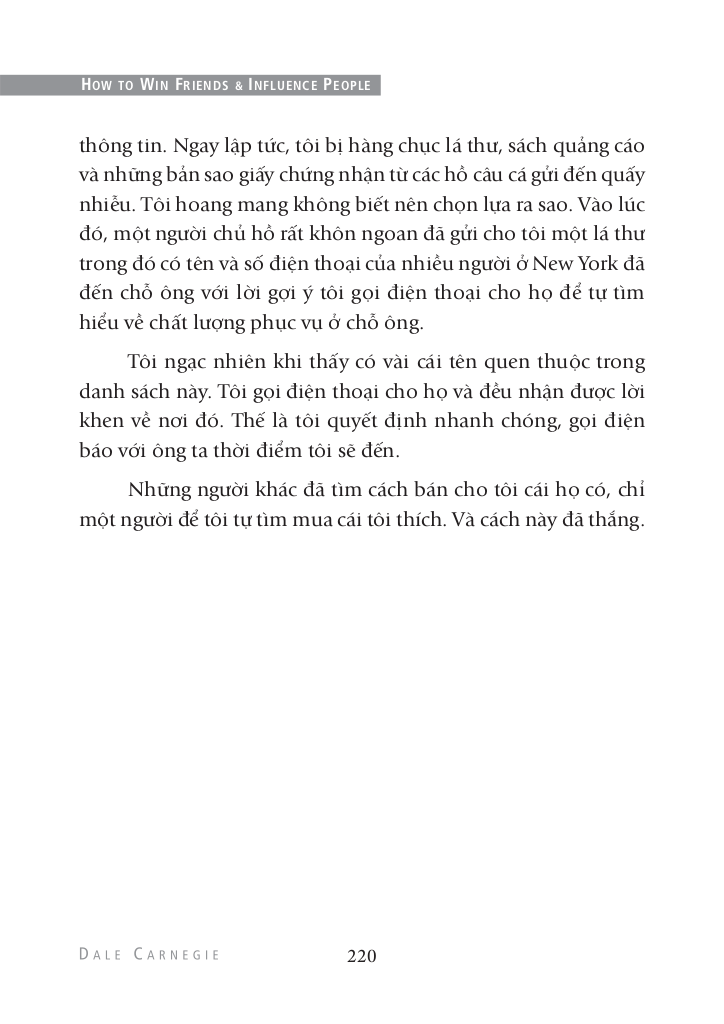 HOW TO WIN FRIENDS & INFLUENCE PEOPLE
thông tin. Ngay lập tức, tôi bị hàng chục lá thư, sách quảng cáo
và những bản sao giấy chứng nhận từ các hồ câu cá gửi đến quấy
nhiễu. Tôi hoang mang không biết nên chọn lựa ra sao. Vào lúc
đó, một người chủ hồ rất khôn ngoan đã gửi cho tôi một lá thư
trong đó có tên và số điện thoại của nhiều người ở New York đã
đến chỗ ông với lời gợi ý tôi gọi điện thoại cho họ để tự tìm
hiểu về chất lượng phục vụ ở chỗ ông.
Tôi ngạc nhiên khi thấy có vài cái tên quen thuộc trong
danh sách này. Tôi gọi điện thoại cho họ và đều nhận được lời
khen về nơi đó. Thế là tôi quyết định nhanh chóng, gọi điện
báo với ông ta thời điểm tôi sẽ đến.
Những người khác đã tìm cách bán cho tôi cái họ có, chỉ
một người để tôi tự tìm mua cái tôi thích. Và cách này đã thắng.
DALE CARNEGIE 220